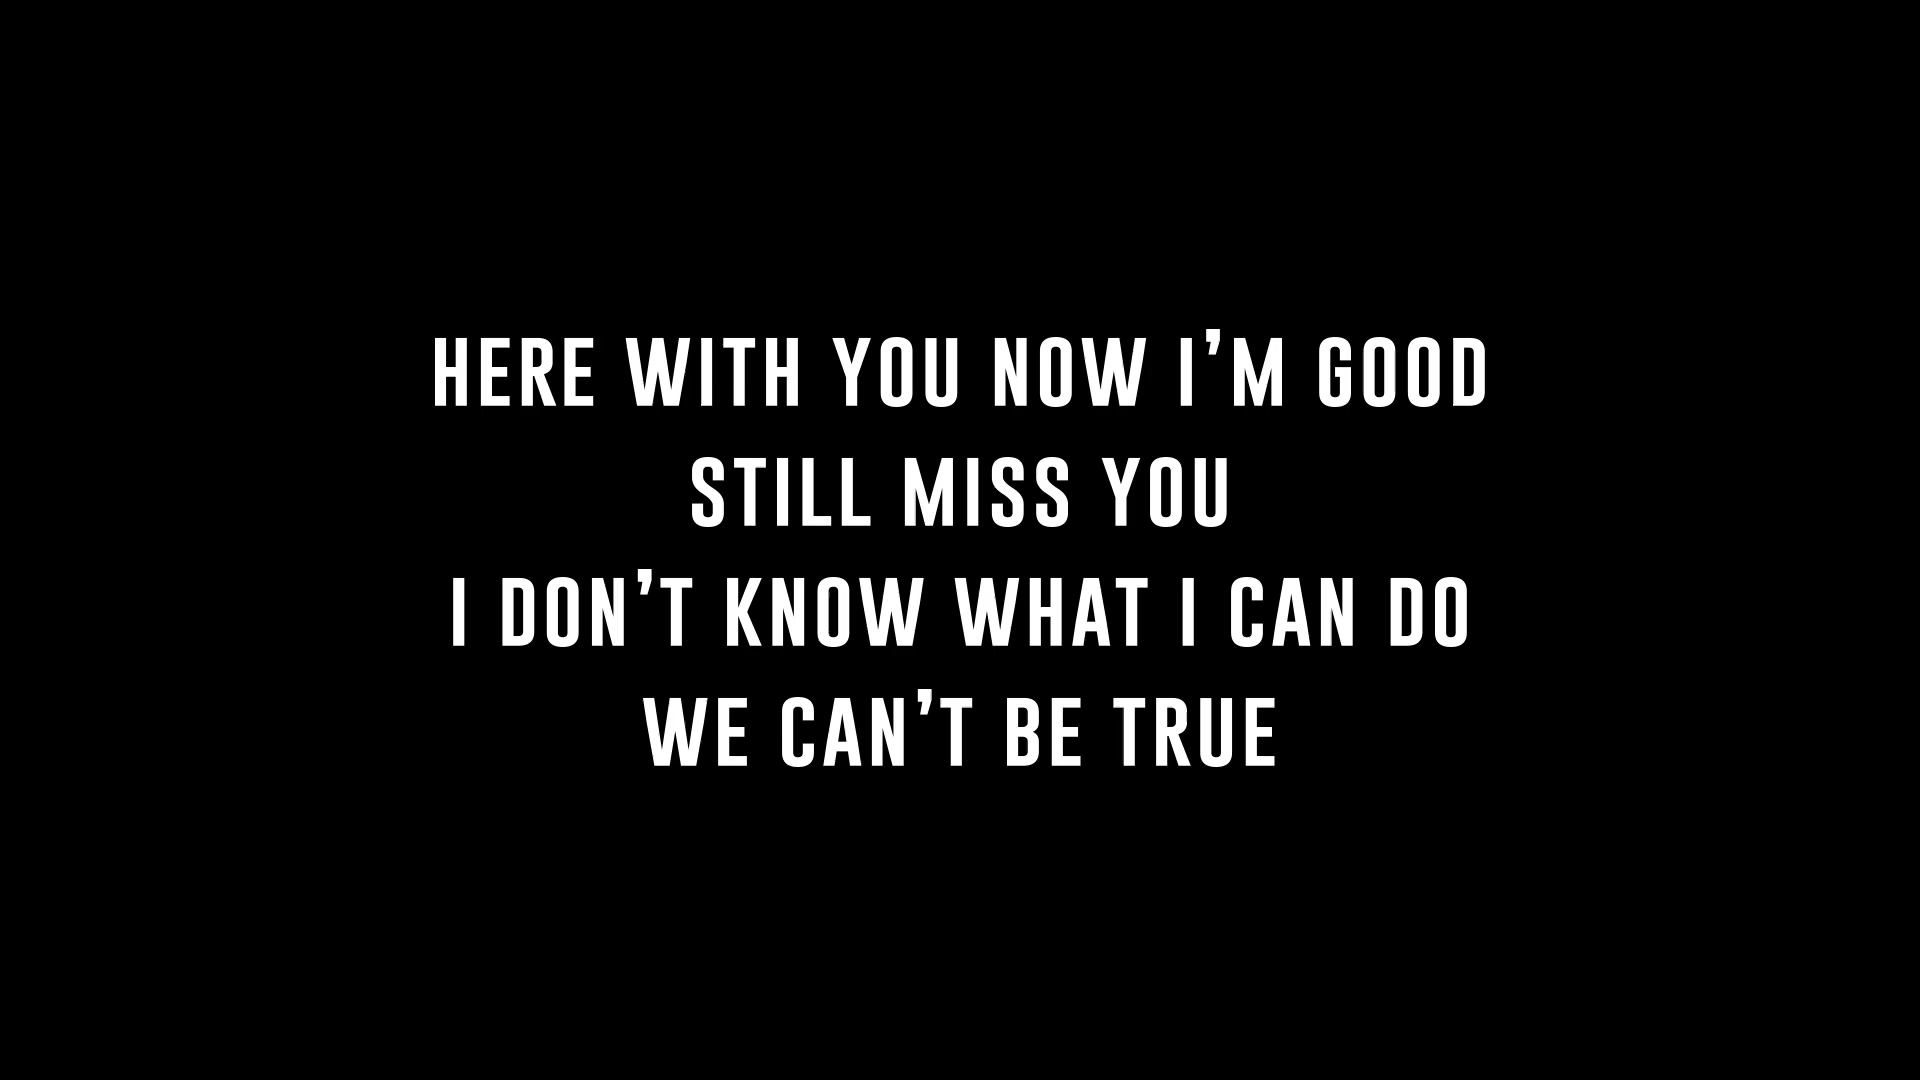 HERE WITH YOU NOW I’M GOOD
STILL MISS YOU
I DON’T KNOW WHAT I CAN DO
WE CAN’T BE TRUE